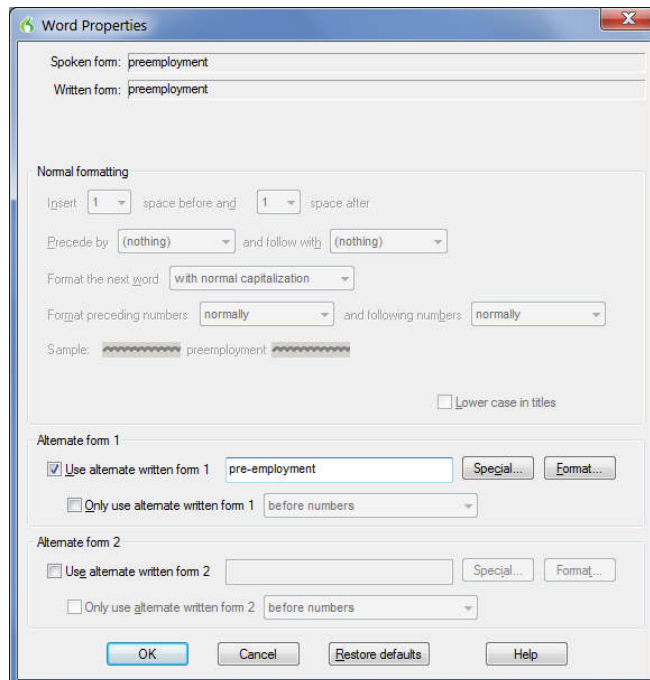 Word Properties
Spoken form: preemployment
Written form: preemployment
Normal formatting
Insert 1 space before and 1 space after
Precede by (nothing) and follow with (nothing)
Format the next word with normal capitalization
Format preceding numbers normally and following numbers normally
Sample: preemployment
Lower case in titles
Alternate form 1
Use alternate written form 1 pre-employment Special... Format...
Only use alternate written form 1 before numbers
Alternate form 2
Use alternate written form 2 Special... Format...
Only use alternate written form 2 before numbers
OK Cancel Restore defaults Help